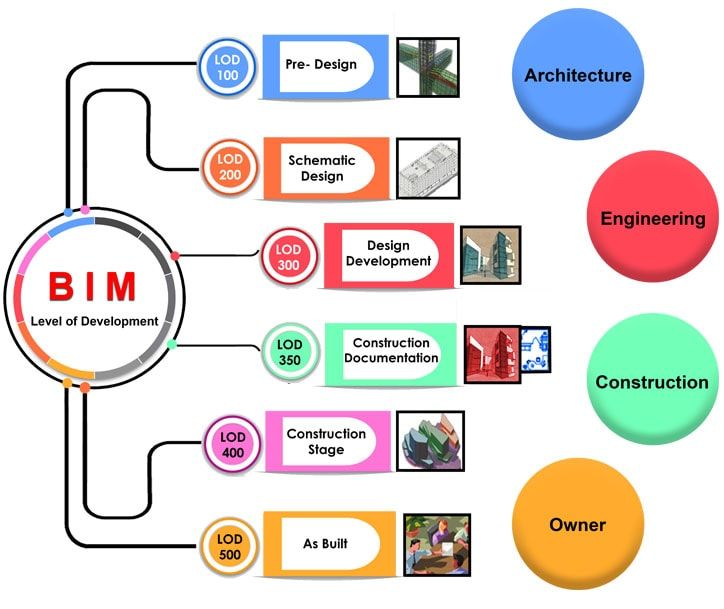 LOD
100
Pre- Design
Architecture
LOD
200
Schematic
Design
Engineering
LOD
300
Design
Development
BIM
Level of Development
LOD
350
Construction
Documentation
Construction
LOD
400
Construction
Stage
LOD
500
As Built
Owner